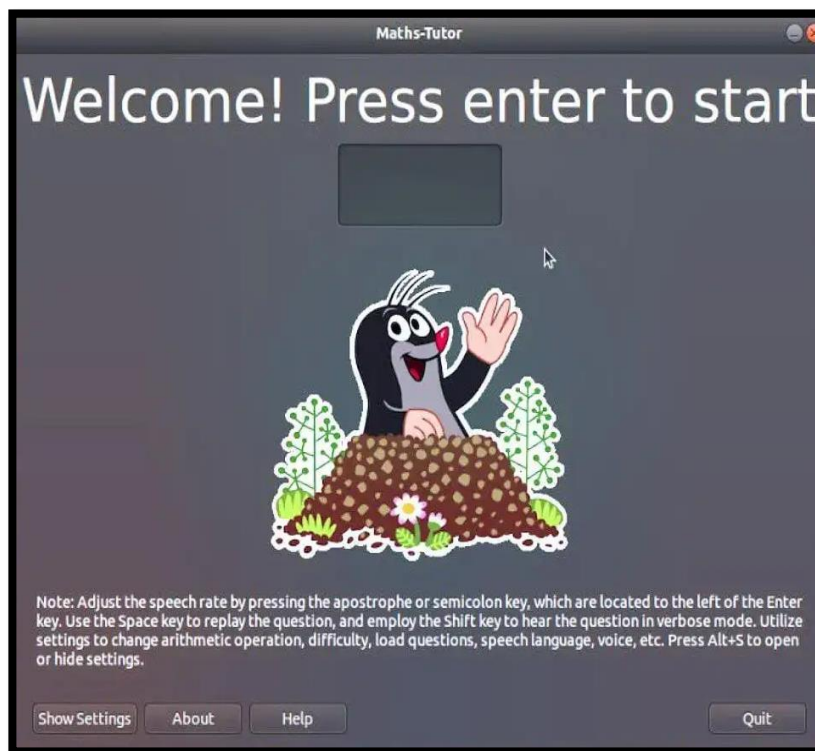 Maths-Tutor
Welcome! Press enter to start
Note: Adjust the speech rate by pressing the apostrophe or semicolon key, which are located to the left of the Enter
key. Use the Space key to replay the question, and employ the Shift key to hear the question in verbose mode. Utilize
settings to change arithmetic operation, difficulty, load questions, speech language, voice, etc. Press Alt+S to open
or hide settings.
Show Settings About Help Quit